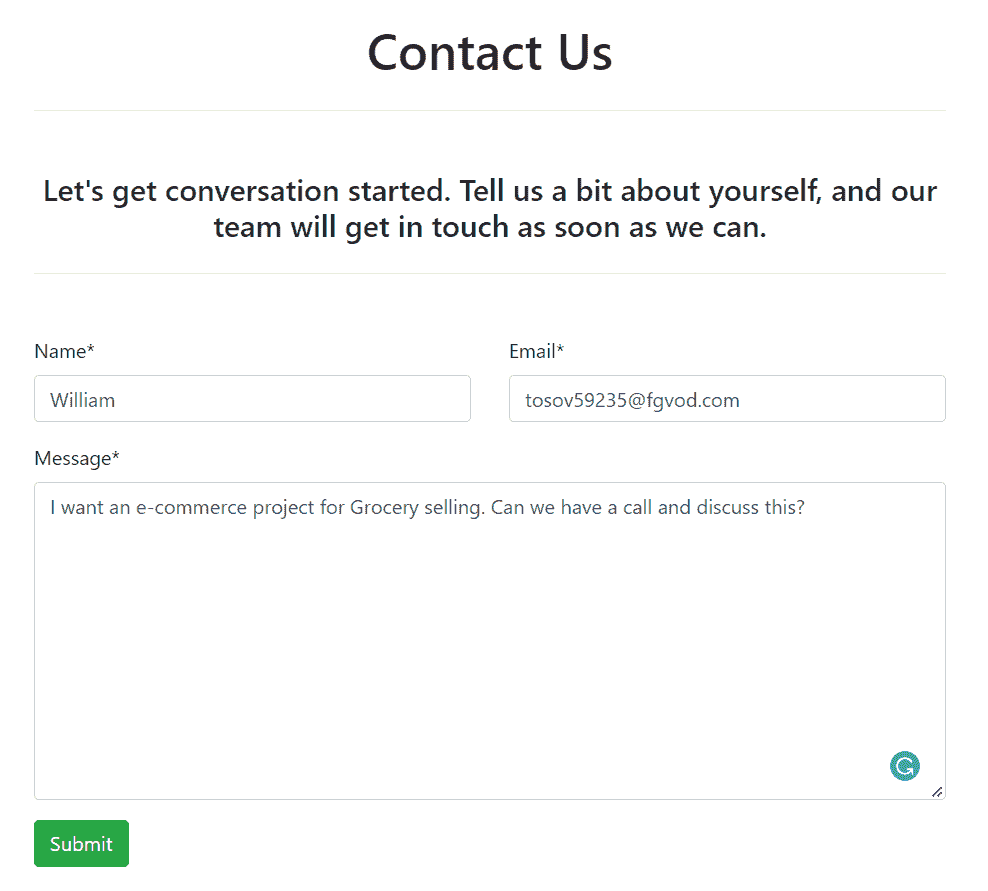 Contact Us
Let's get conversation started. Tell us a bit about yourself, and our
team will get in touch as soon as we can.
Name*
Email*
William
tosov59235@fgvod.com
Message*
I want an e-commerce project for Grocery selling. Can we have a call and discuss this?
Submit